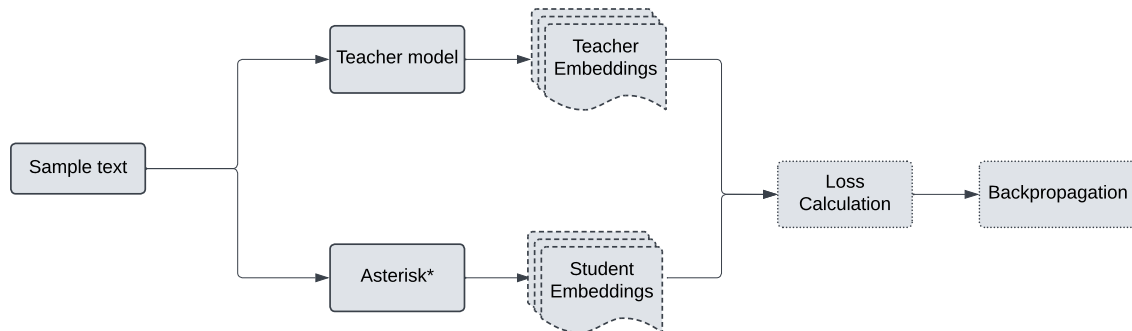 Sample text
Teacher model
Teacher
Embeddings
Asterisk*
Student
Embeddings
Loss
Calculation
Backpropagation